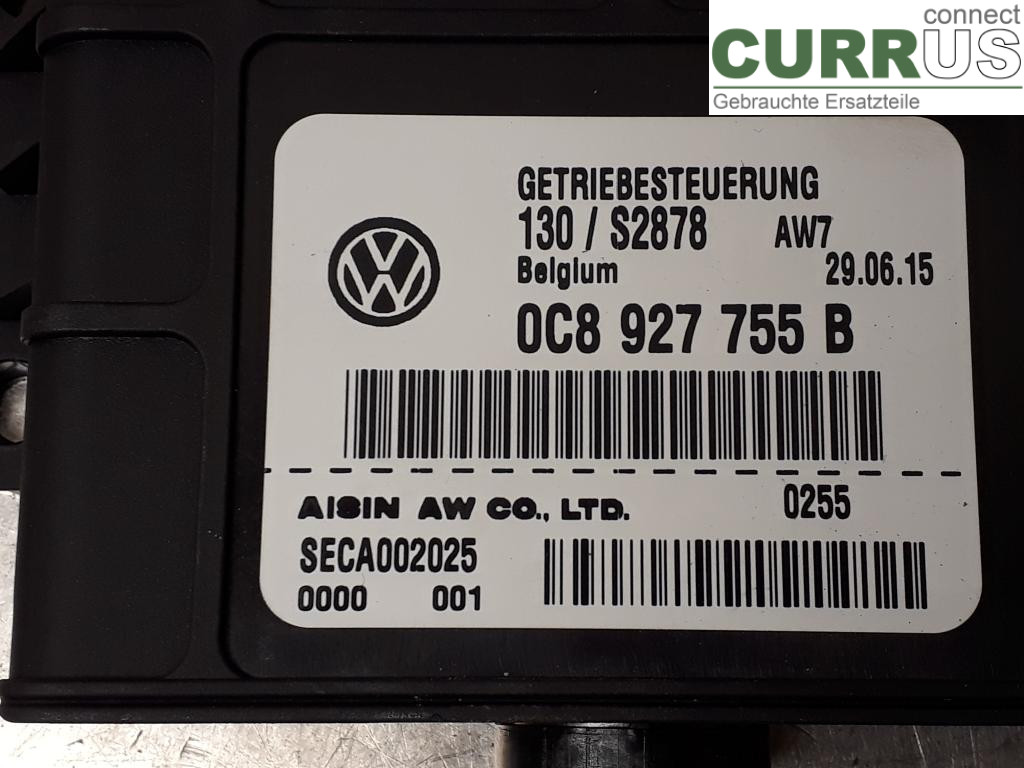 connect
CURRUS
Gebrauchte Ersatzteile
GETRIEBESTEUERUNG
130 / S2878 AW7
Belgium 29.06.15
VW
0C8 927 755 B
AISIN AW CO., LTD. 0255
SECA002025
0000 001